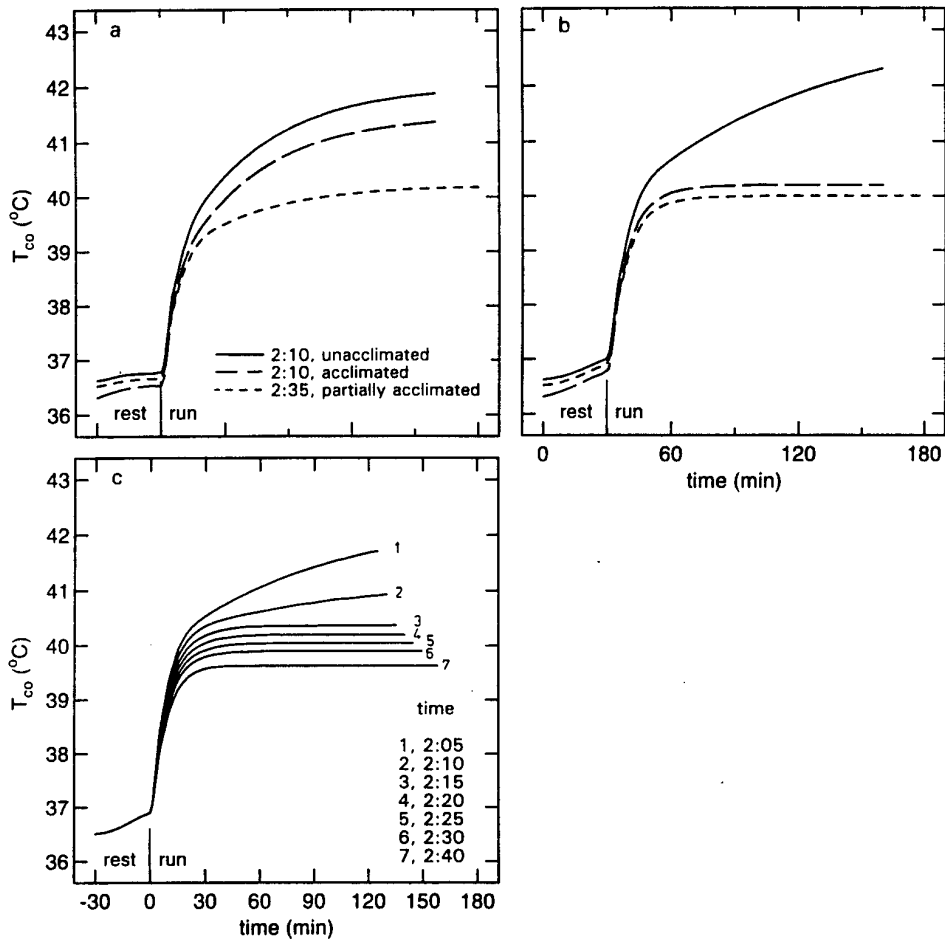 a
43
42
41
40
39
38
37
36
T_co (°C)
2:10, unacclimated
2:10, acclimated
2:35, partially acclimated
rest run
b
rest run
0 60 120 180
time (min)
c
43
42
41
40
39
38
37
36
T_co (°C)
1
2
3
4
5
6
7
time
1, 2:05
2, 2:10
3, 2:15
4, 2:20
5, 2:25
6, 2:30
7, 2:40
rest run
-30 0 30 60 90 120 150 180
time (min)